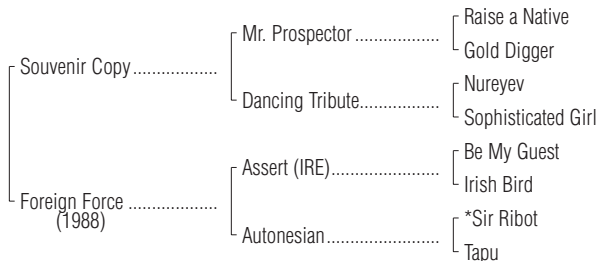 Raise a Native
Mr. Prospector ..................
Gold Digger
Souvenir Copy ..................
Nureyev
Dancing Tribute.................
Sophisticated Girl
Be My Guest
Assert (IRE).......................
Irish Bird
Foreign Force ...................
(1988)
*Sir Ribot
Autonesian........................
Tapu